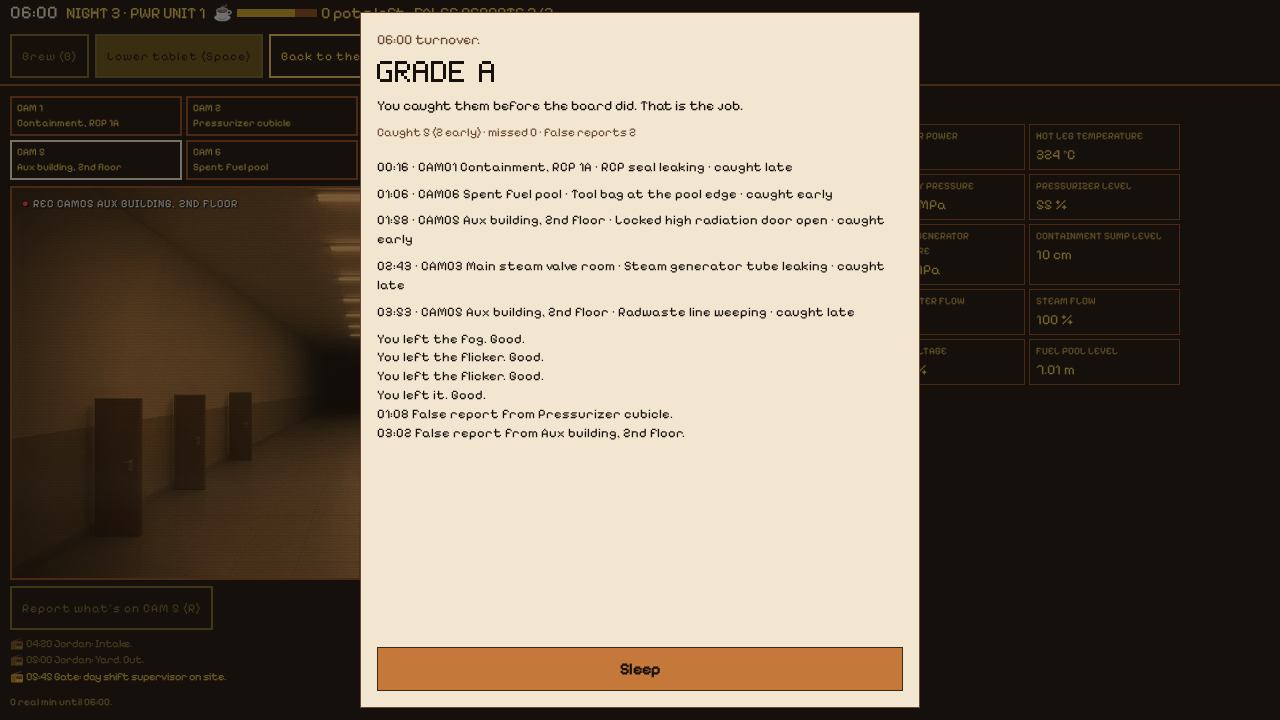 06:00 NIGHT 3 · PWR UNIT 1
Brew (B)
Lower tablet (Space)
Back to the
CAM 1
Containment, RCP 1A
CAM 2
Pressurizer cubicle
CAM 5
Aux building, 2nd floor
CAM 6
Spent fuel pool
● REC CAM05 AUX BUILDING, 2ND FLOOR
Report what's on CAM 5 (R)
📻 04:20 Jordan: Intake.
📻 05:00 Jordan: Yard. Out.
📻 05:45 Gate: day shift supervisor on site.
0 real min until 06:00.
06:00 turnover.
GRADE A
You caught them before the board did. That is the job.
Caught 5 (2 early) · missed 0 · false reports 2
00:16 · CAM01 Containment, RCP 1A · RCP seal leaking · caught late
01:06 · CAM06 Spent fuel pool · Tool bag at the pool edge · caught early
01:58 · CAM05 Aux building, 2nd floor · Locked high radiation door open · caught
early
02:43 · CAM03 Main steam valve room · Steam generator tube leaking · caught
late
03:53 · CAM05 Aux building, 2nd floor · Radwaste line weeping · caught late
You left the fog. Good.
You left the flicker. Good.
You left the flicker. Good.
You left it. Good.
01:08 False report from Pressurizer cubicle.
03:02 False report from Aux building, 2nd floor.
Sleep
POWER
HOT LEG TEMPERATURE
324 °C
PRESSURE
MPa
PRESSURIZER LEVEL
55 %
CONTAINMENT SUMP LEVEL
10 cm
FLOW
STEAM FLOW
100 %
%
FUEL POOL LEVEL
7.01 m